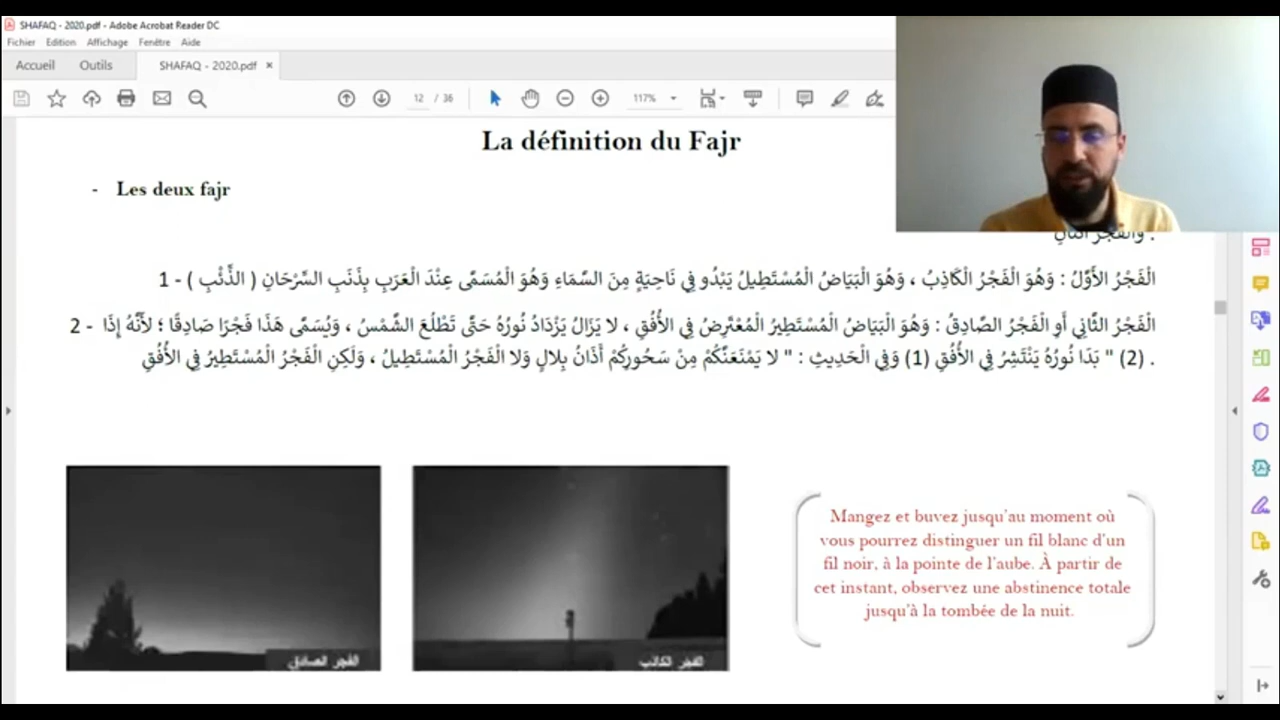 SHAFAQ - 2020.pdf - Adobe Acrobat Reader DC
Fichier Edition Affichage Fenêtre Aide
Accueil Outils SHAFAQ - 2020.pdf ×
12 / 36 117%
La définition du Fajr
- Les deux fajr
. والفجر الثانِ
الْفَجْرُ الأَوَّلُ : وَهُوَ الْفَجْرُ الْكَاذِبُ ، وَهُوَ الْبَيَاضُ الْمُسْتَطِيلُ يَبْدُو فِي نَاحِيَةٍ مِنَ السَّمَاءِ وَهُوَ الْمُسَمَّى عِنْدَ الْعَرَبِ بِذَنَبِ السِّرْحَانِ ( الذِّئْبِ ) - 1
الْفَجْرُ الثَّانِي أَوِ الْفَجْرُ الصَّادِقُ : وَهُوَ الْبَيَاضُ الْمُسْتَطِيرُ الْمُعْتَرِضُ فِي الأُفُقِ ، لا يَزَالُ يَزْدَادُ نُورُهُ حَتَّى تَطْلُعَ الشَّمْسُ ، وَيُسَمَّى هَذَا فَجْرًا صَادِقًا ؛ لأَنَّهُ إِذَا - 2
. (2) " بَدَا نُورُهُ يَنْتَشِرُ فِي الأُفُقِ (1) وَفِي الْحَدِيثِ : " لا يَمْنَعَنَّكُمْ مِنْ سَحُورِكُمْ أَذَانُ بِلالٍ وَلا الْفَجْرُ الْمُسْتَطِيلُ ، وَلَكِنِ الْفَجْرُ الْمُسْتَطِيرُ فِي الأُفُقِ
الفجر الصادق
الفجر الكاذب
Mangez et buvez jusqu'au moment où
vous pourrez distinguer un fil blanc d'un
fil noir, à la pointe de l'aube. À partir de
cet instant, observez une abstinence totale
jusqu'à la tombée de la nuit.